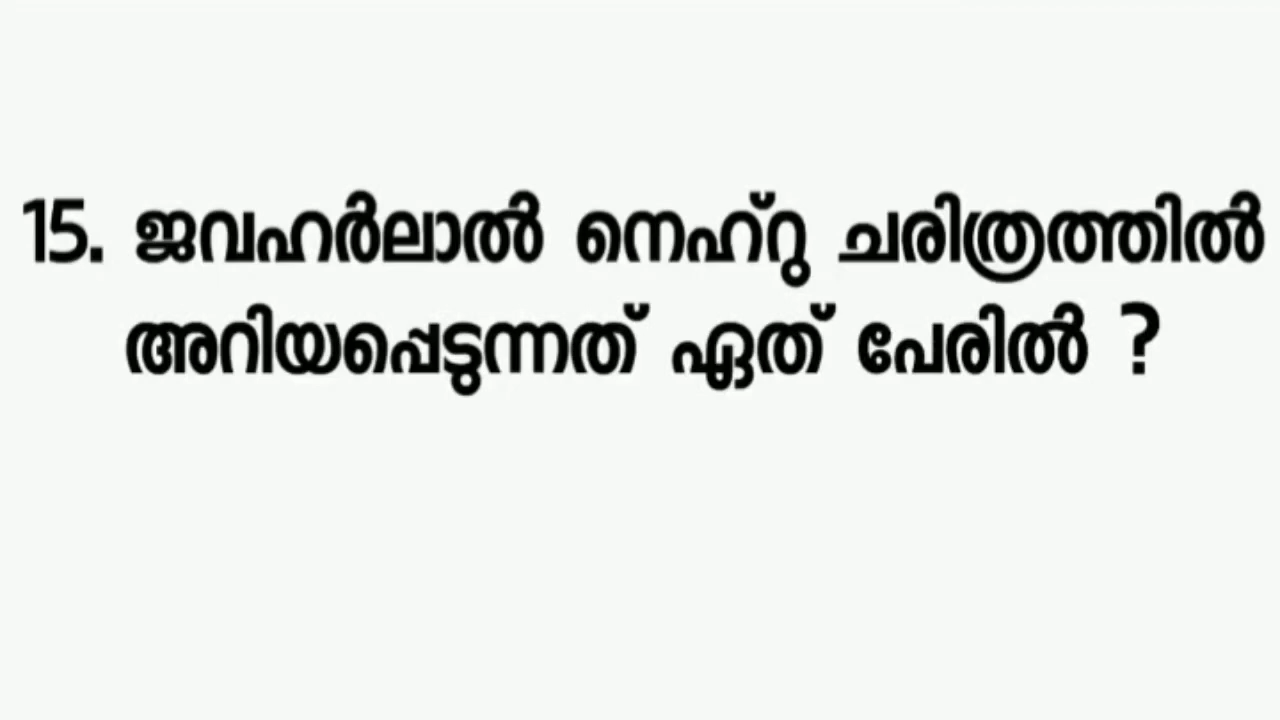 15. ജവഹർലാൽ നെഹ്റു ചരിത്രത്തിൽ
അറിയപ്പെടുന്നത് ഏത് പേരിൽ ?